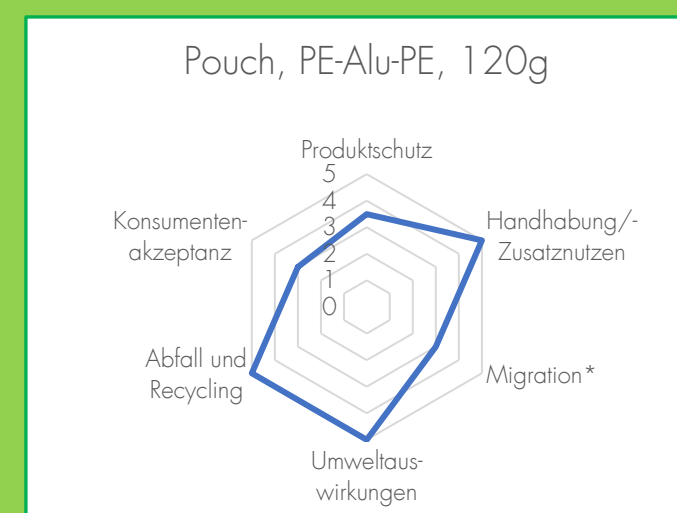 Pouch, PE-Alu-PE, 120g
Produktschutz
5
4
3
2
1
0
Handhabung/-
Zusatznutzen
Migration*
Umweltaus-
wirkungen
Abfall und
Recycling
Konsumenten-
akzeptanz